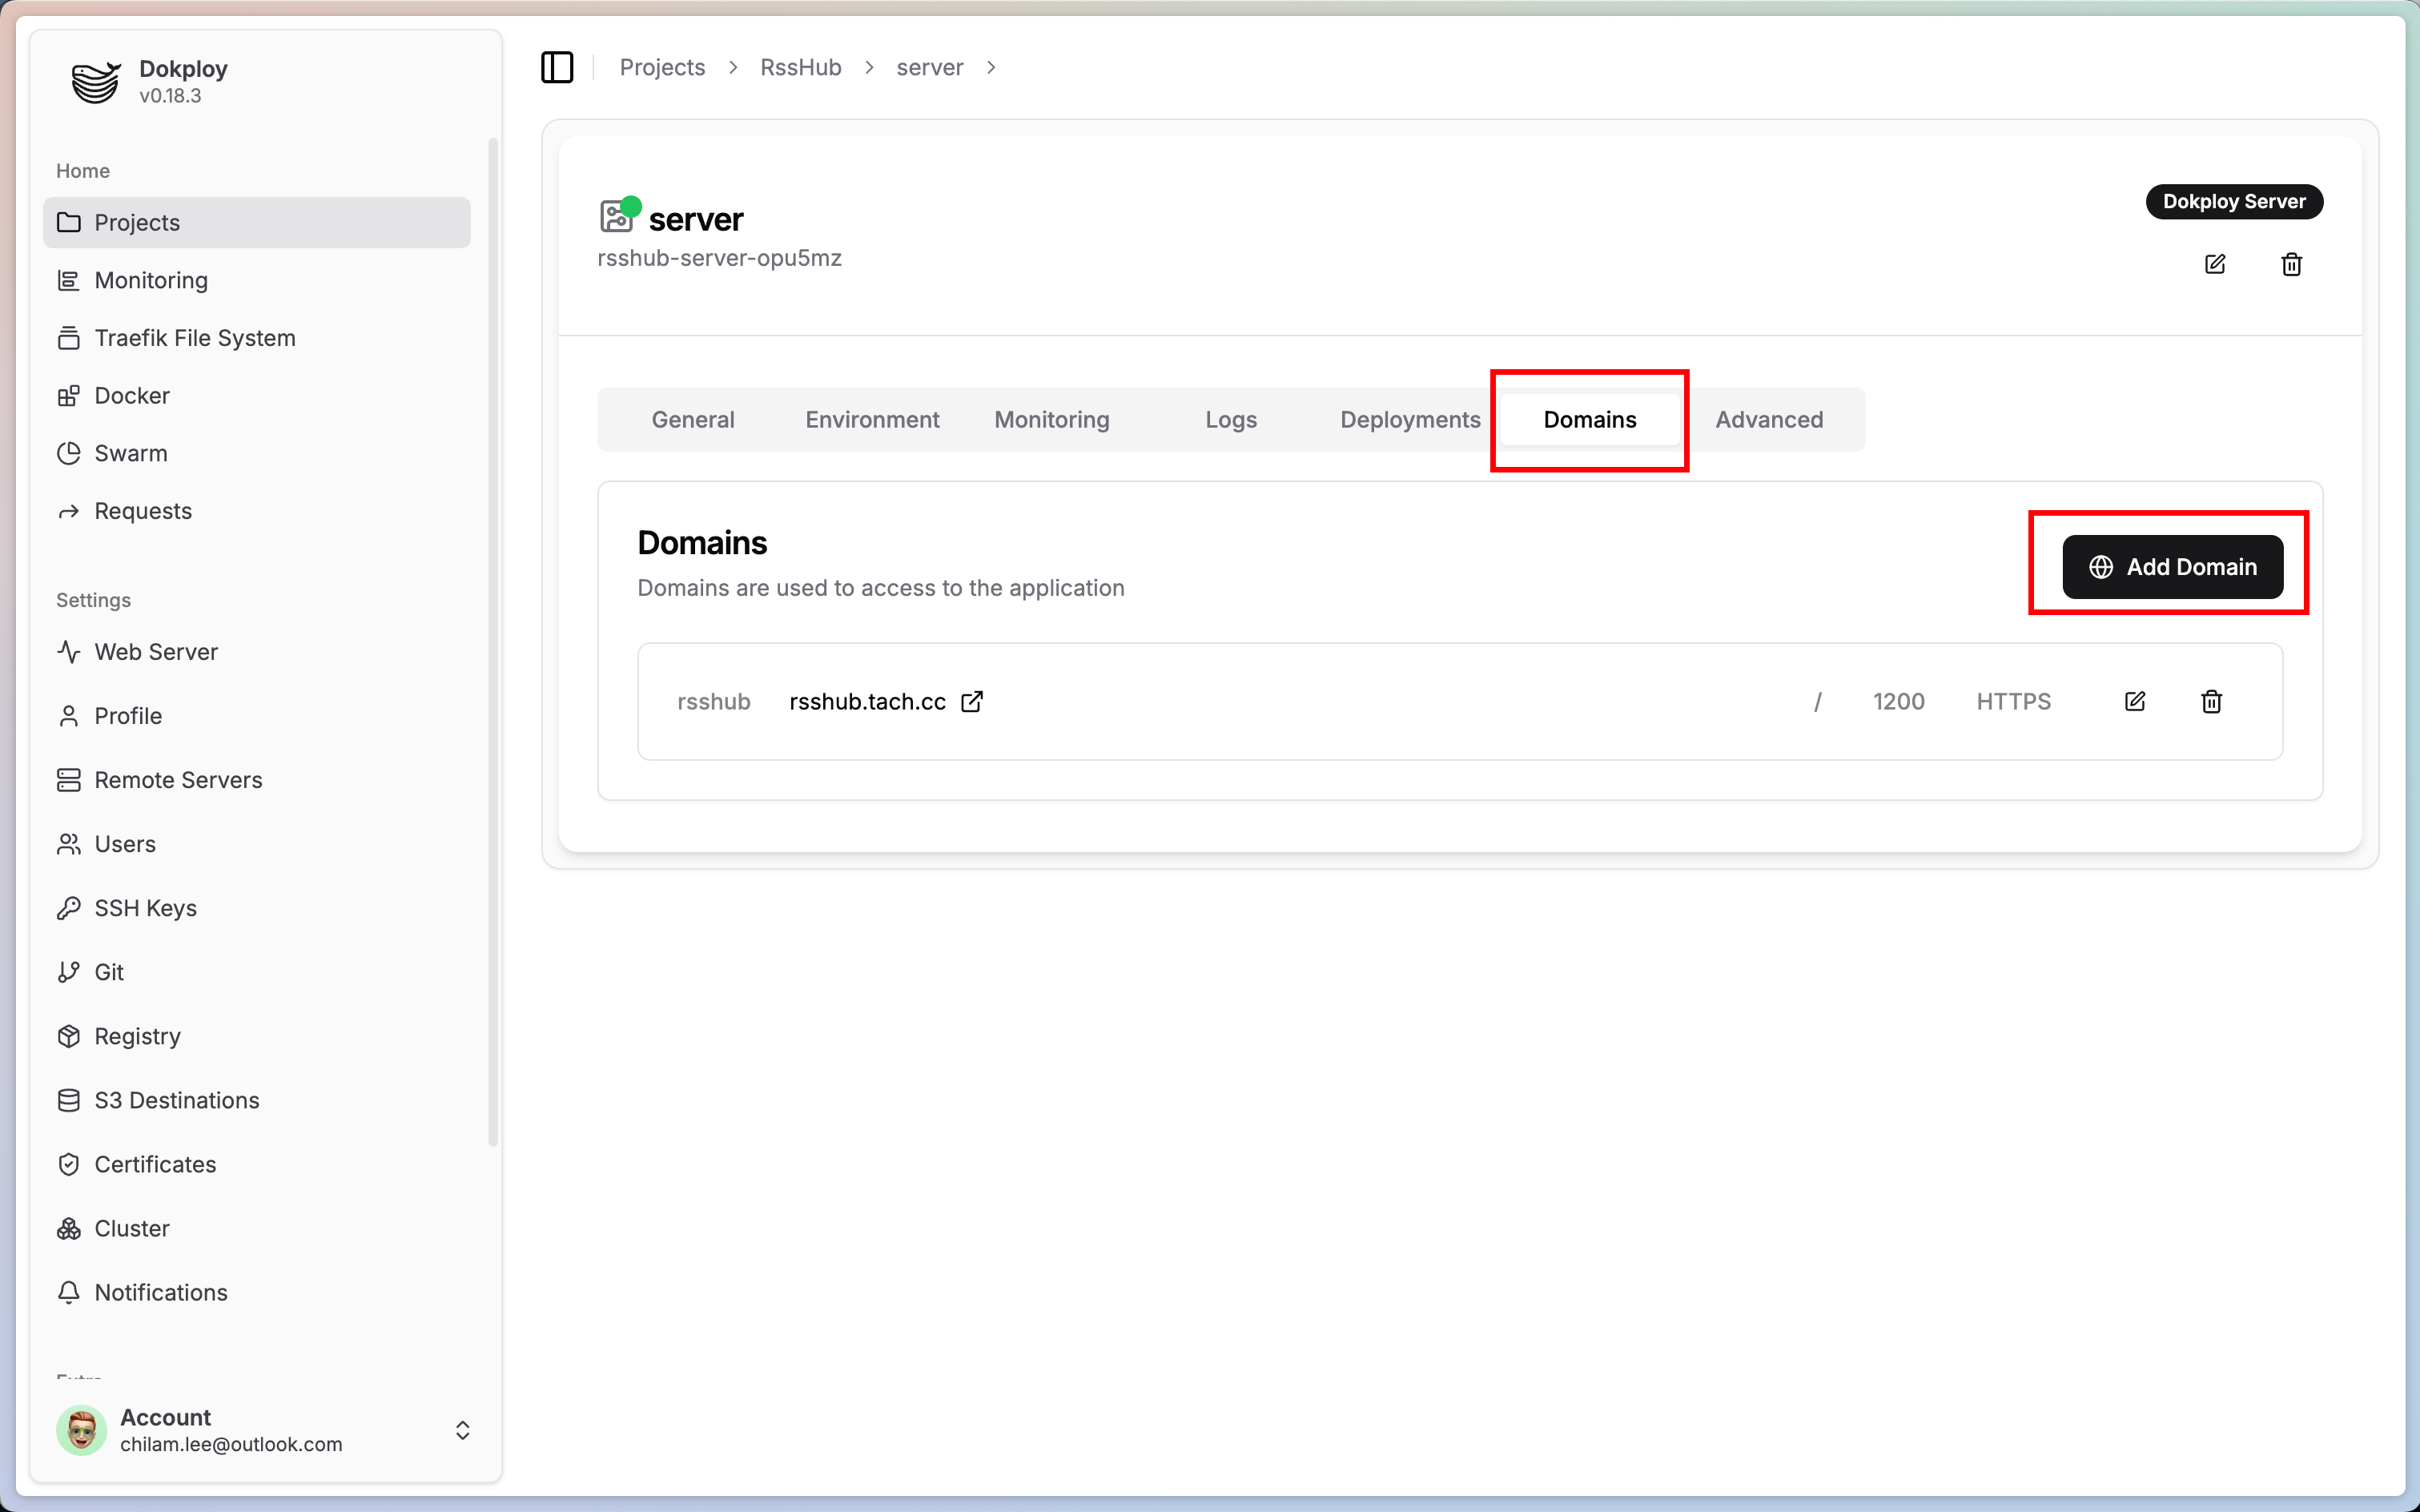 Dokploy
v0.18.3
Home
Projects
Monitoring
Traefik File System
Docker
Swarm
Requests
Settings
Web Server
Profile
Remote Servers
Users
SSH Keys
Git
Registry
S3 Destinations
Certificates
Cluster
Notifications
Account
chilam.lee@outlook.com
Projects > RssHub > server >
server
rsshub-server-opu5mz
Dokploy Server
General Environment Monitoring Logs Deployments Domains Advanced
Domains
Domains are used to access to the application
Add Domain
rsshub rsshub.tach.cc / 1200 HTTPS